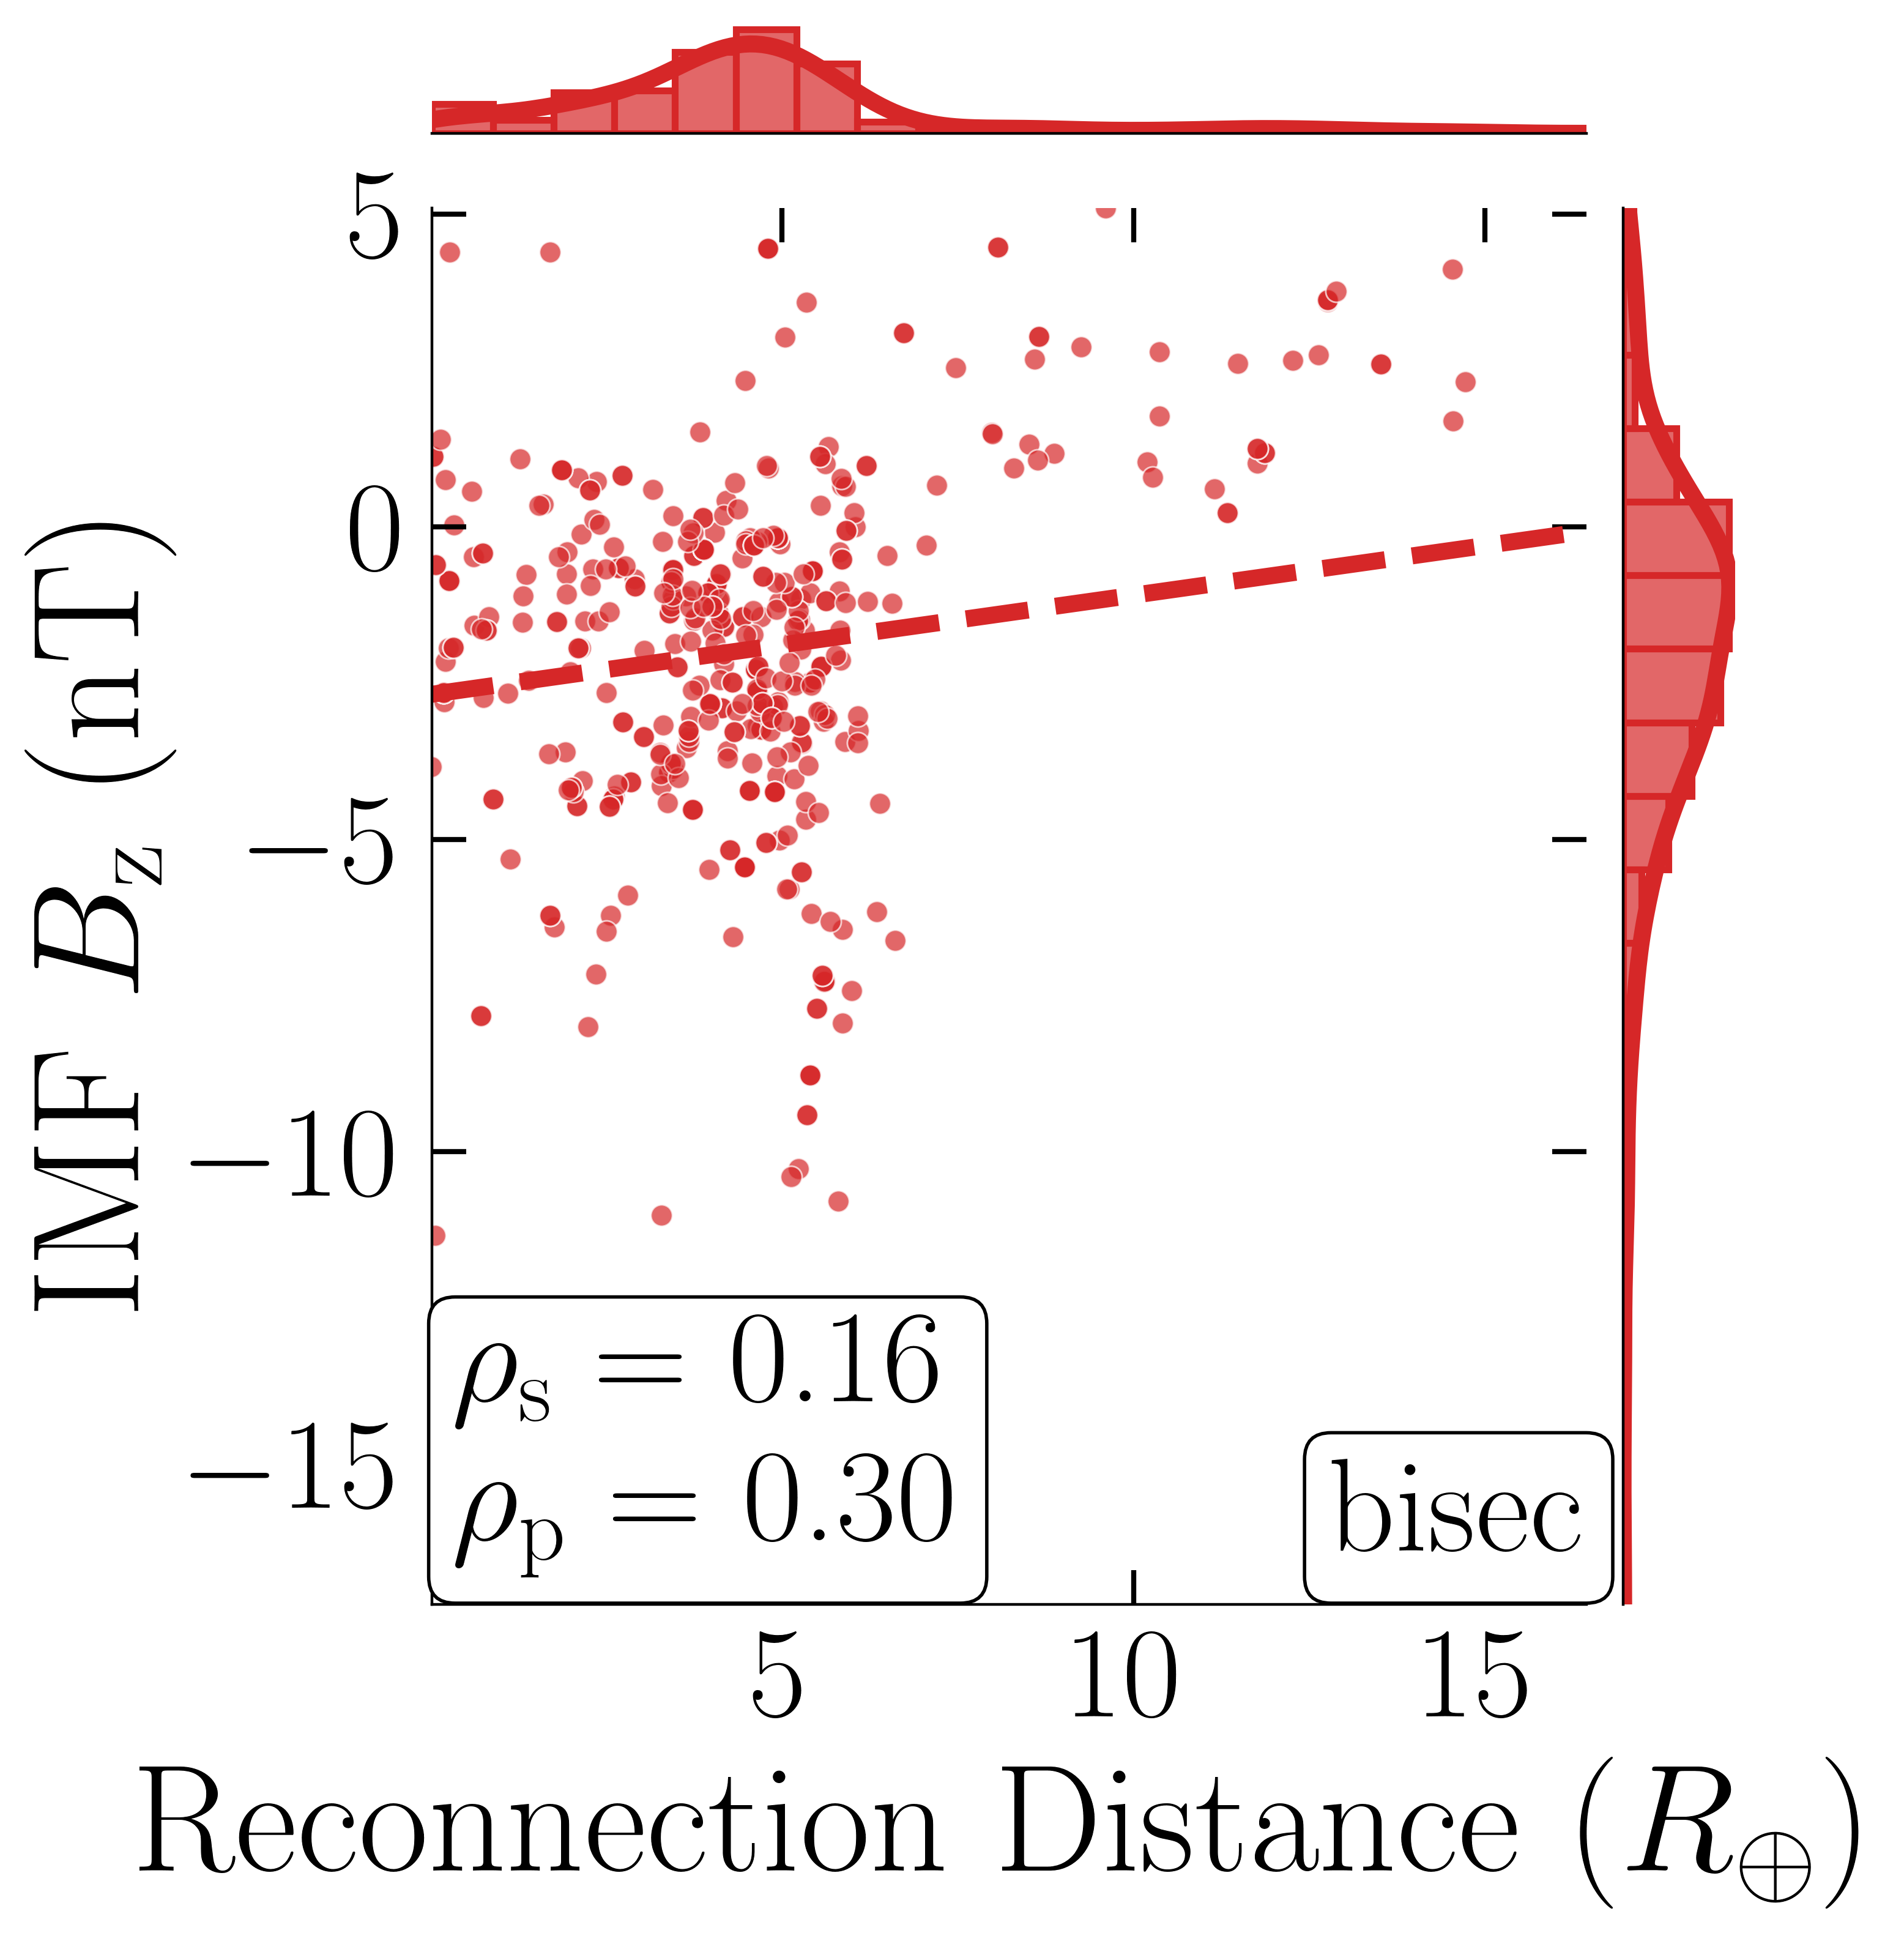 5
0
−5
−10
−15
IMF Bz (nT)
ρs = 0.16
ρp = 0.30
bisec
5 10 15
Reconnection Distance (R⊕)